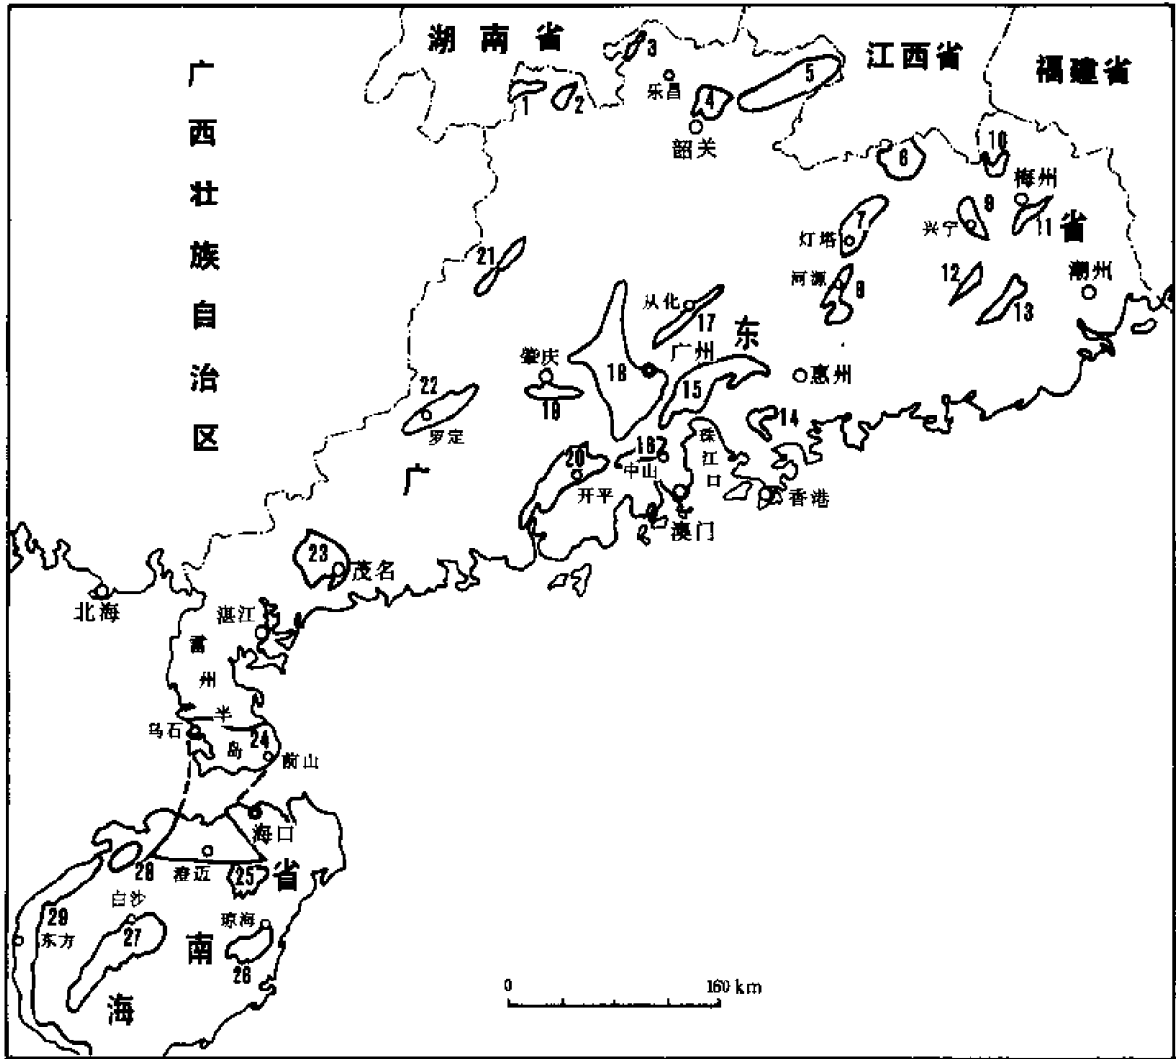 湖南省
江西省
福建省
广西壮族自治区
3
5
1
2
乐昌
4
韶关
6
10
梅州
7
9
兴宁
11
省
灯塔
21
河源
8
12
13
潮州
从化
17
东
肇庆
广州
18
15
惠州
19
22
罗定
14
珠江口
16
中山
20
开平
广
香港
澳门
23
茂名
北海
湛江
雷州半岛
乌石
24
前山
海口
28
澄迈
25
省
白沙
29
27
琼海
东方
南
26
海
0
160 km